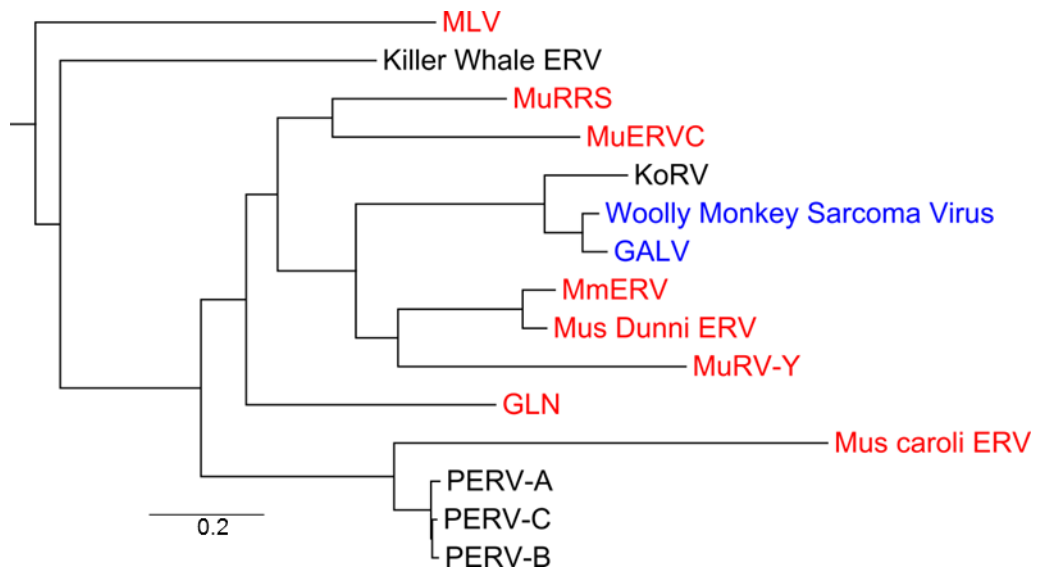 MLV
Killer Whale ERV
MuRRS
MuERVC
KoRV
Woolly Monkey Sarcoma Virus
GALV
MmERV
Mus Dunni ERV
MuRV-Y
GLN
Mus caroli ERV
PERV-A
PERV-C
PERV-B
0.2